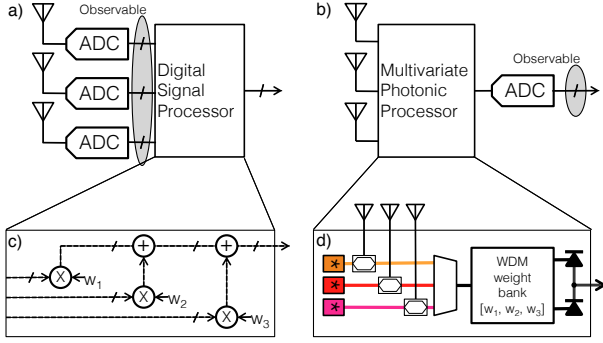 a)
Observable
ADC
ADC
ADC
Digital
Signal
Processor
b)
Multivariate
Photonic
Processor
Observable
ADC
c)
+
+
X
w1
X
w2
X
w3
d)
*
*
*
WDM
weight
bank
[w1, w2, w3]